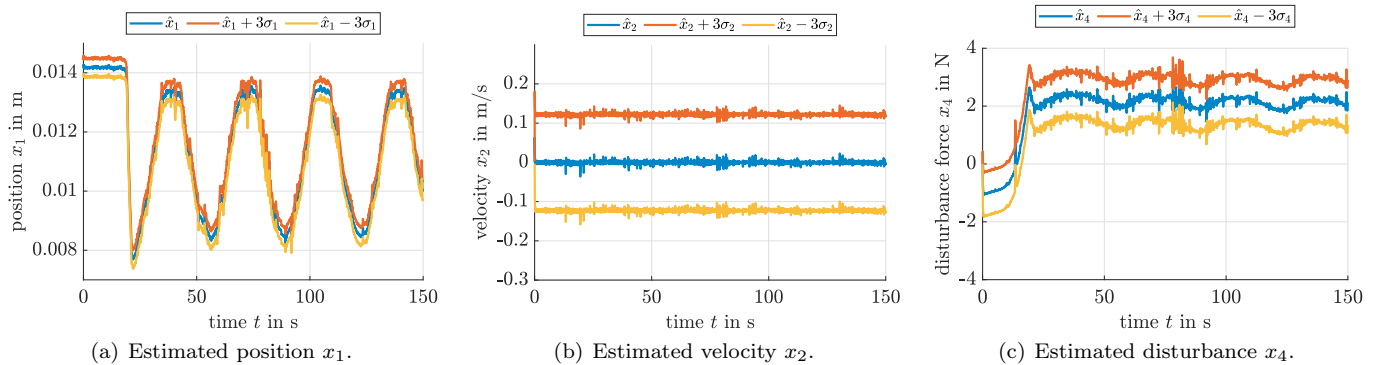 x̂₁ x̂₁ + 3σ₁ x̂₁ − 3σ₁
0.014
0.012
0.01
0.008
position x₁ in m
0 50 100 150
time t in s
(a) Estimated position x₁.
x̂₂ x̂₂ + 3σ₂ x̂₂ − 3σ₂
0.2
0.1
0
-0.1
-0.2
-0.3
velocity x₂ in m/s
0 50 100 150
time t in s
(b) Estimated velocity x₂.
x̂₄ x̂₄ + 3σ₄ x̂₄ − 3σ₄
4
2
0
-2
-4
disturbance force x₄ in N
0 50 100 150
time t in s
(c) Estimated disturbance x₄.